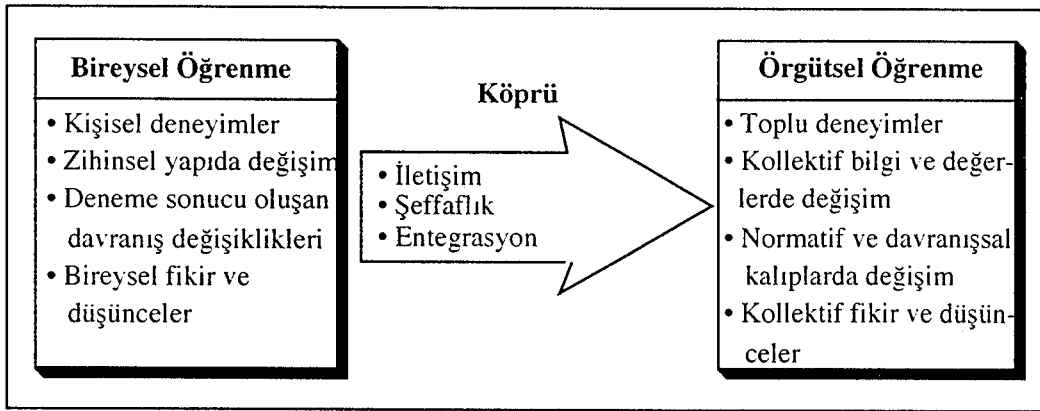 Bireysel Öğrenme
• Kişisel deneyimler
• Zihinsel yapıda değişim
• Deneme sonucu oluşan
davranış değişiklikleri
• Bireysel fikir ve
düşünceler
Köprü
• İletişim
• Şeffaflık
• Entegrasyon
Örgütsel Öğrenme
• Toplu deneyimler
• Kollektif bilgi ve değer-
lerde değişim
• Normatif ve davranışsal
kalıplarda değişim
• Kollektif fikir ve düşün-
celer